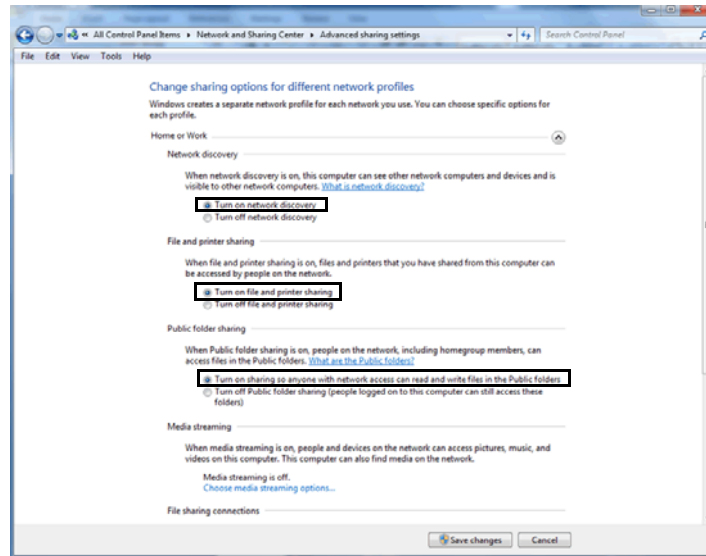 « All Control Panel Items ▸ Network and Sharing Center ▸ Advanced sharing settings
Search Control Panel
File Edit View Tools Help
Change sharing options for different network profiles
Windows creates a separate network profile for each network you use. You can choose specific options for
each profile.
Home or Work
Network discovery
When network discovery is on, this computer can see other network computers and devices and is
visible to other network computers. What is network discovery?
Turn on network discovery
Turn off network discovery
File and printer sharing
When file and printer sharing is on, files and printers that you have shared from this computer can
be accessed by people on the network.
Turn on file and printer sharing
Turn off file and printer sharing
Public folder sharing
When Public folder sharing is on, people on the network, including homegroup members, can
access files in the Public folders. What are the Public folders?
Turn on sharing so anyone with network access can read and write files in the Public folders
Turn off Public folder sharing (people logged on to this computer can still access these
folders)
Media streaming
When media streaming is on, people and devices on the network can access pictures, music, and
videos on this computer. This computer can also find media on the network.
Media streaming is off.
Choose media streaming options...
File sharing connections
Save changes Cancel